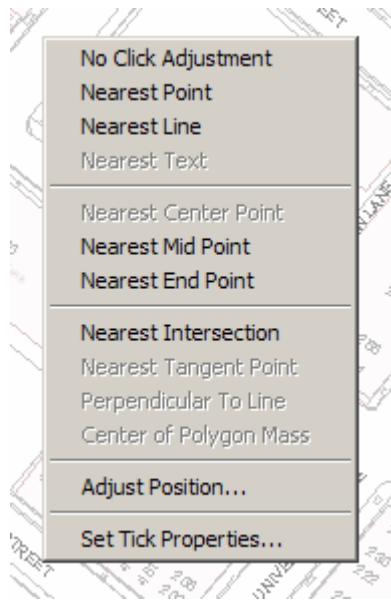 No Click Adjustment
Nearest Point
Nearest Line
Nearest Text
Nearest Center Point
Nearest Mid Point
Nearest End Point
Nearest Intersection
Nearest Tangent Point
Perpendicular To Line
Center of Polygon Mass
Adjust Position...
Set Tick Properties...